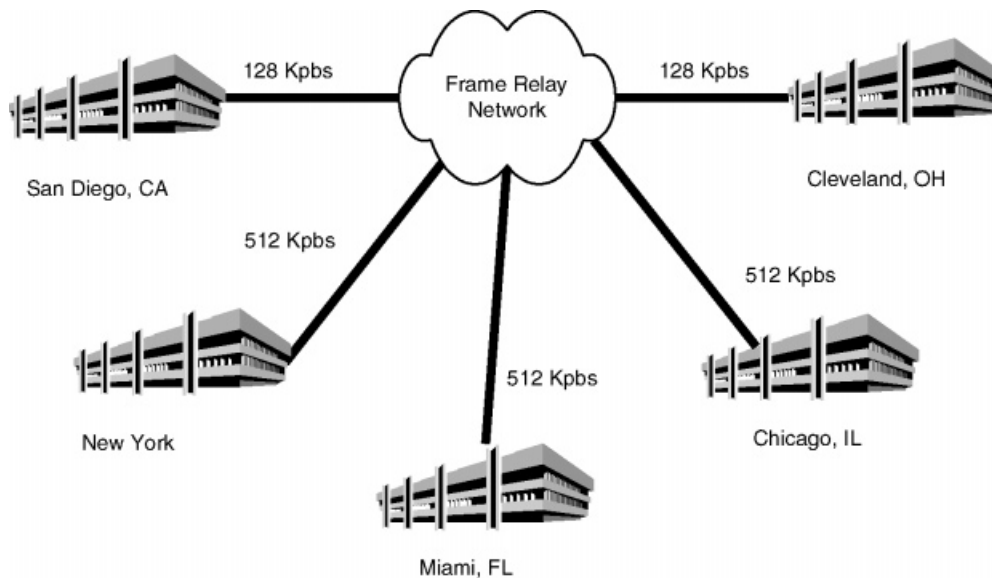 128 Kpbs
Frame Relay
Network
128 Kpbs
San Diego, CA
Cleveland, OH
512 Kpbs
512 Kpbs
512 Kpbs
New York
Chicago, IL
Miami, FL